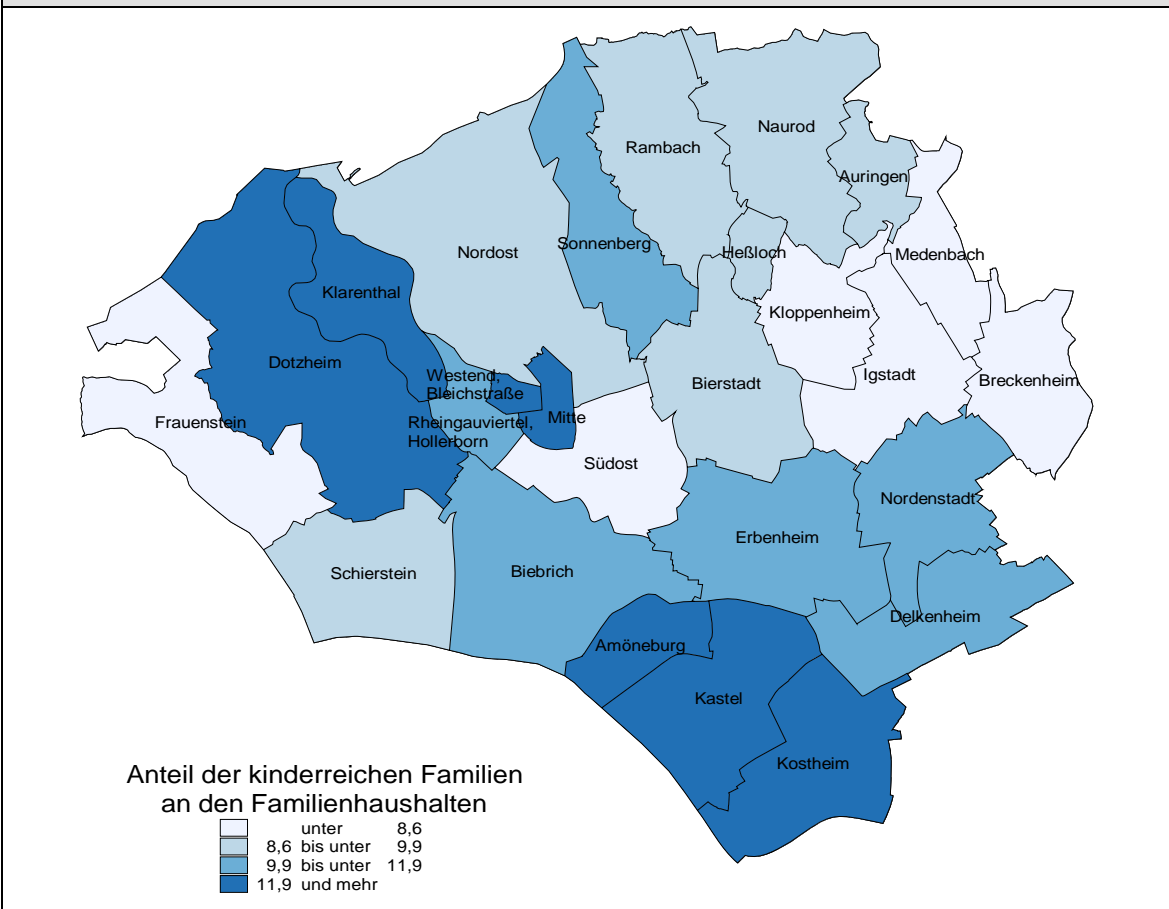 Naurod
Rambach
Auringen
Sonnenberg
Nordost
Heßloch
Medenbach
Klarenthal
Kloppenheim
Dotzheim
Westend,
Bleichstraße
Bierstadt
Igstadt
Breckenheim
Frauenstein
Rheingauviertel,
Hollerborn
Mitte
Südost
Nordenstadt
Erbenheim
Schierstein
Biebrich
Delkenheim
Amöneburg
Kastel
Kostheim
Anteil der kinderreichen Familien
an den Familienhaushalten
unter 8,6
8,6 bis unter 9,9
9,9 bis unter 11,9
11,9 und mehr